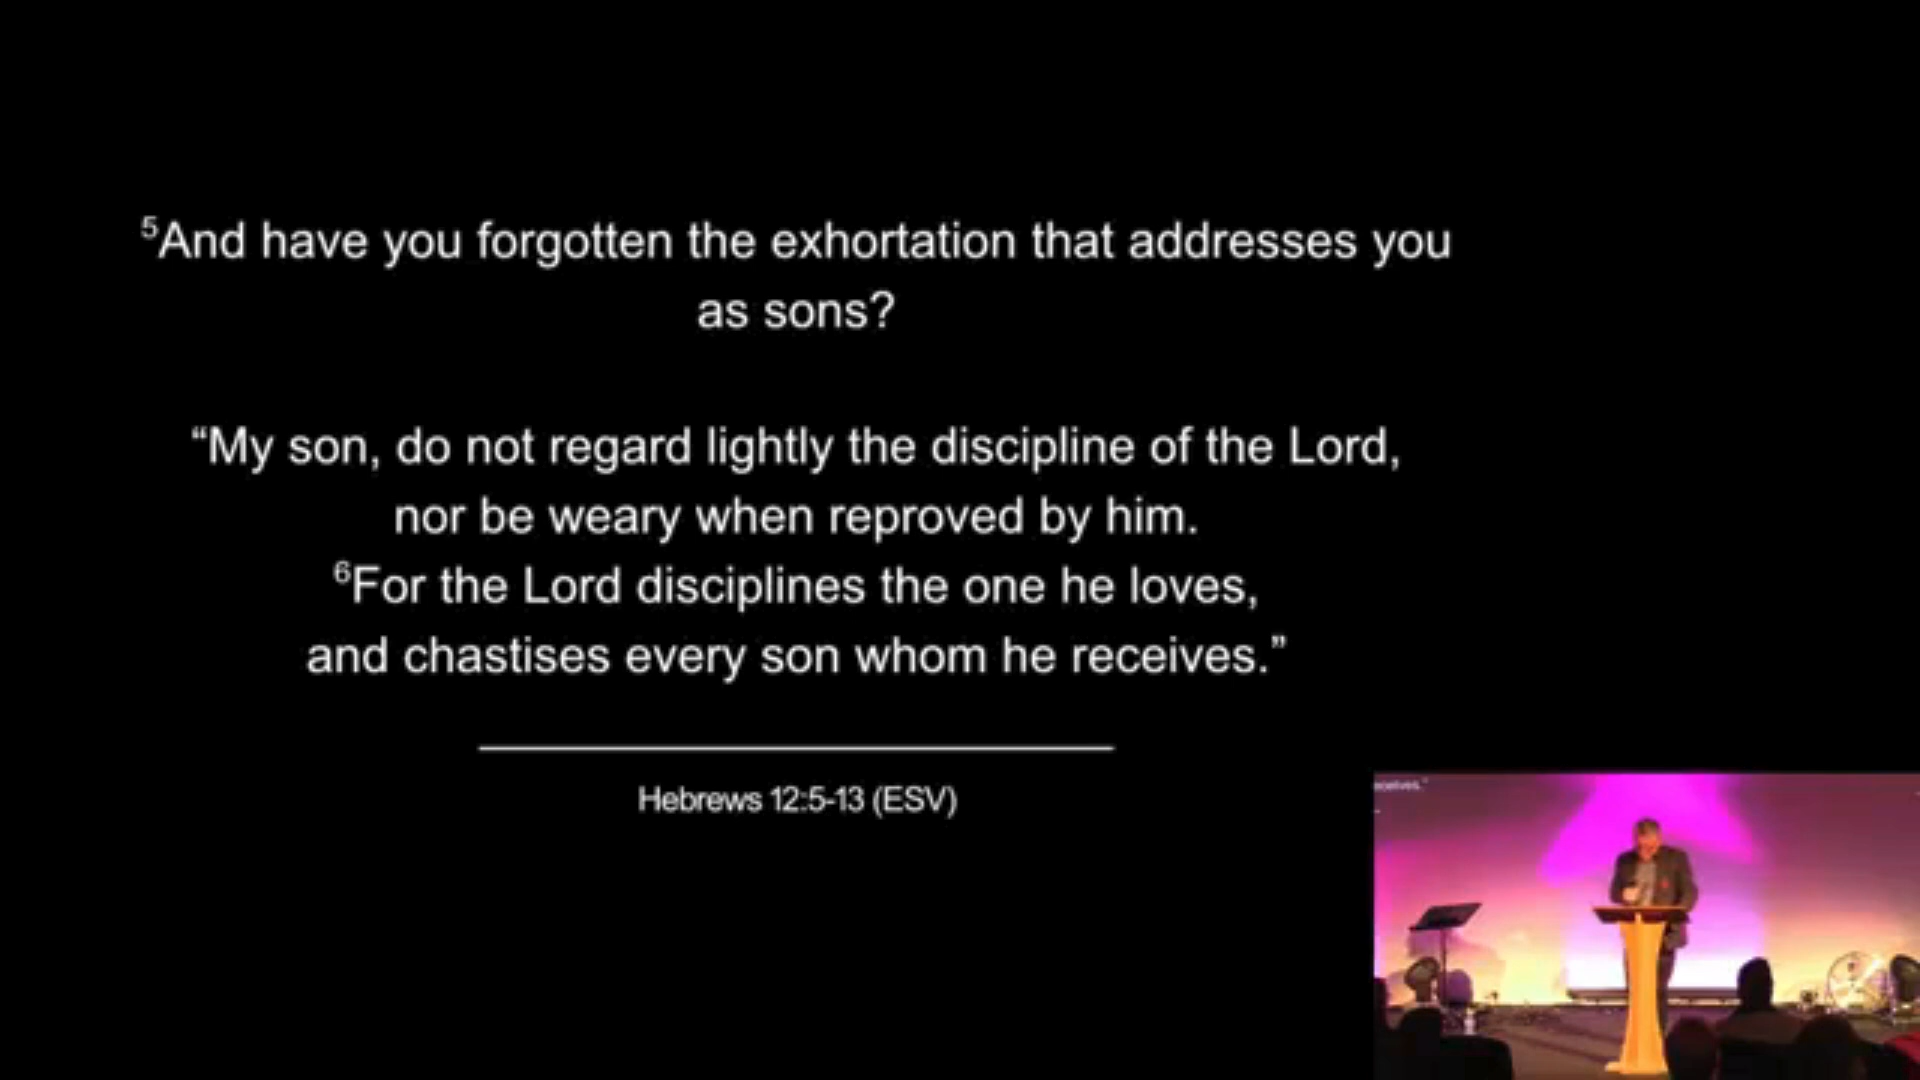 ⁵And have you forgotten the exhortation that addresses you
as sons?
“My son, do not regard lightly the discipline of the Lord,
nor be weary when reproved by him.
⁶For the Lord disciplines the one he loves,
and chastises every son whom he receives.”
Hebrews 12:5-13 (ESV)